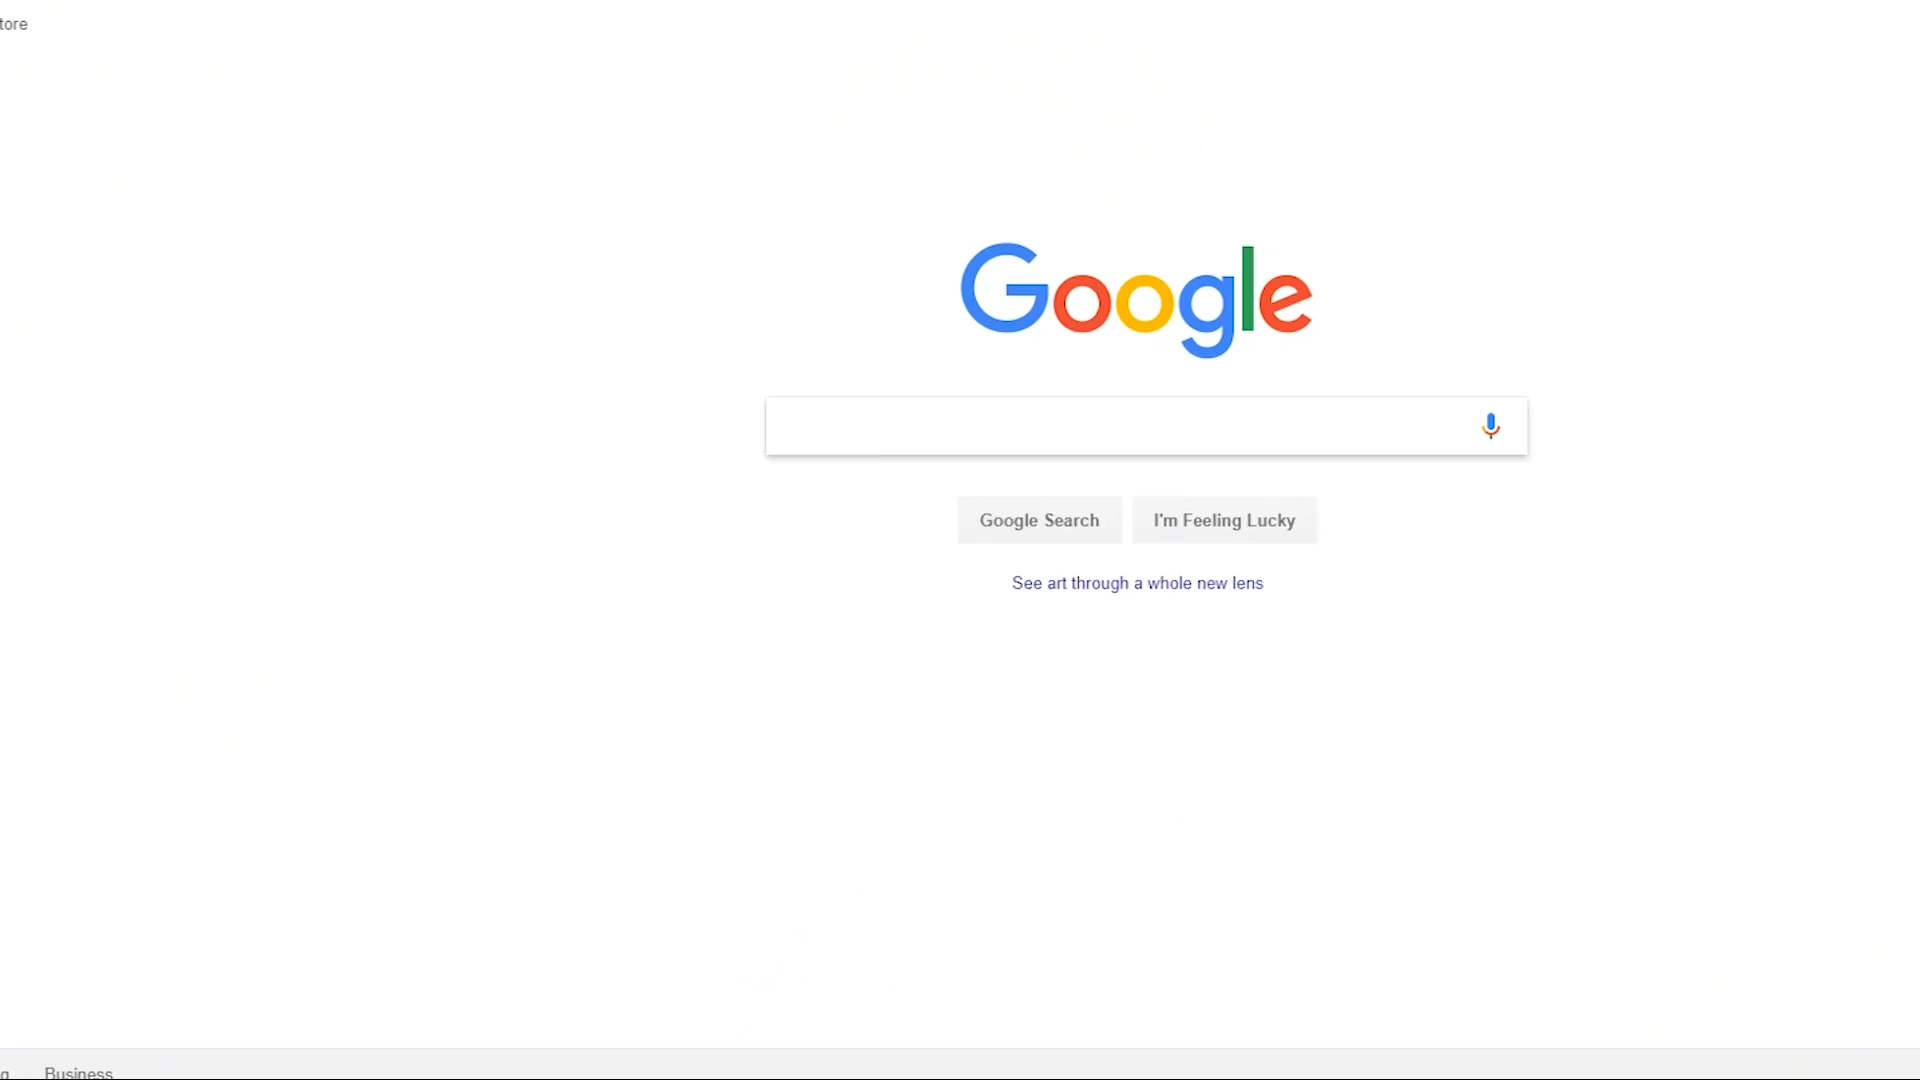 tore
Google
Google Search
I'm Feeling Lucky
See art through a whole new lens
Business